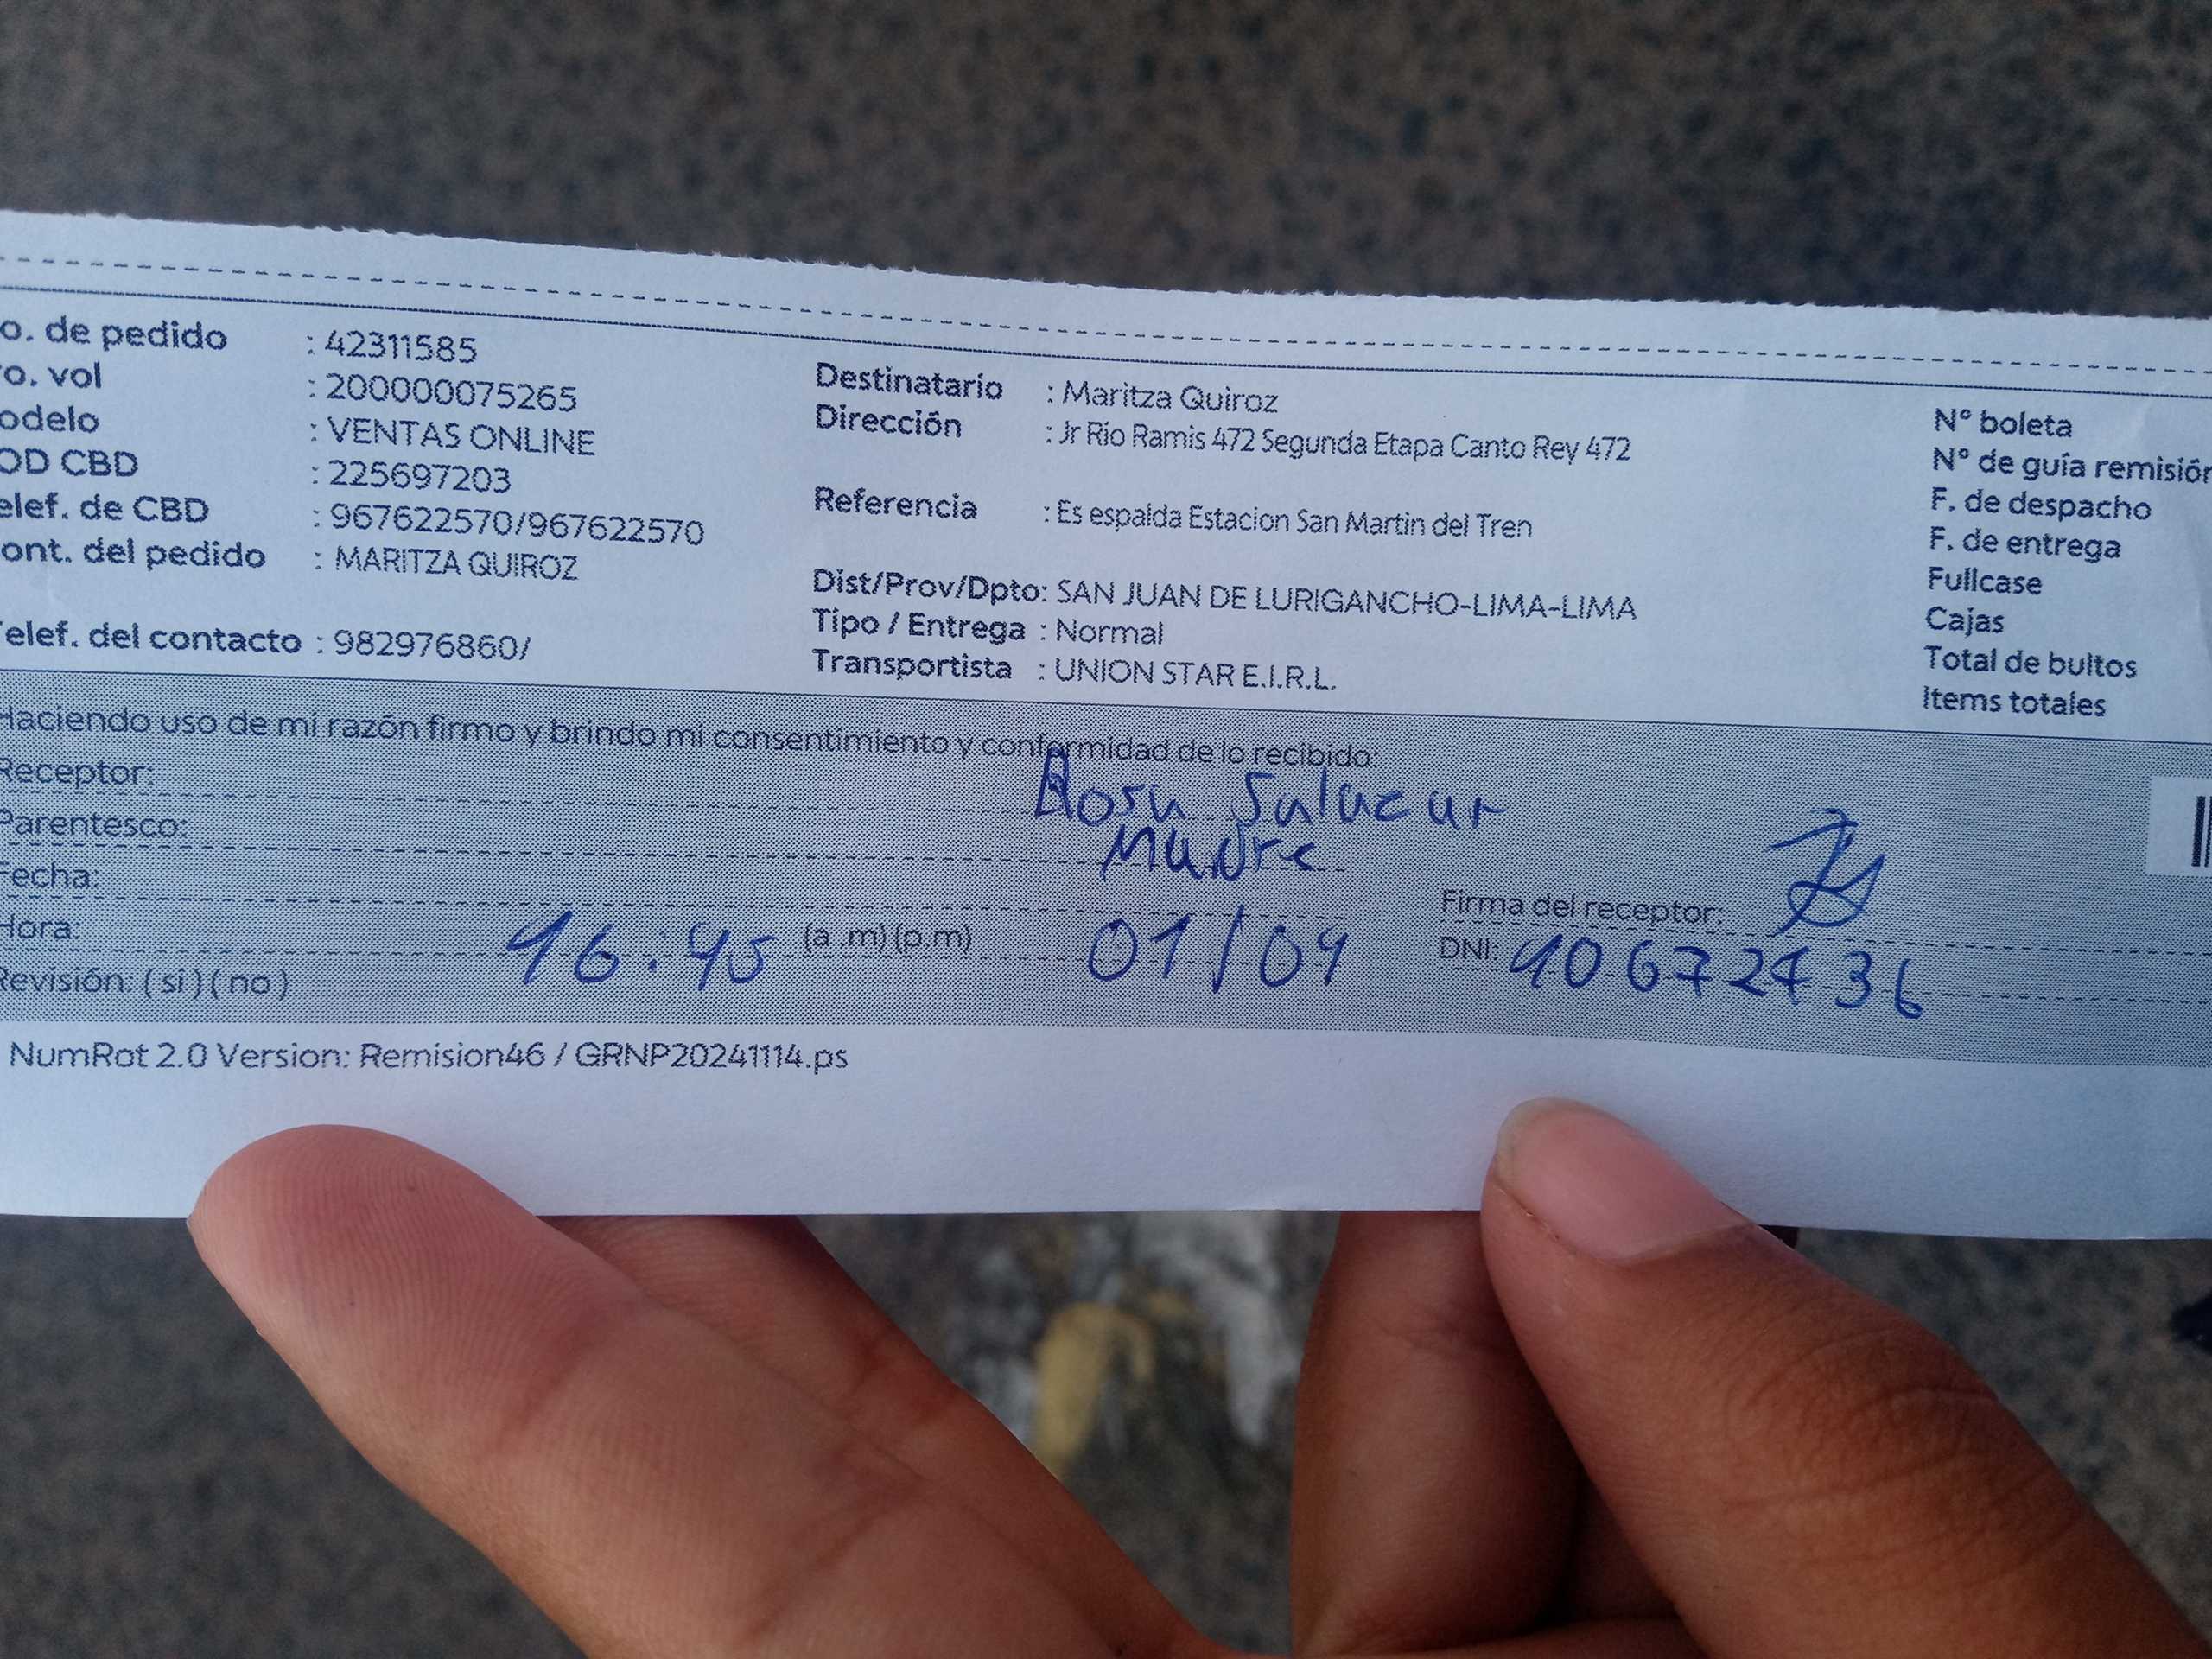 o. de pedido : 42311585
ro. vol : 200000075265
odelo : VENTAS ONLINE
OD CBD : 225697203
elef. de CBD : 967622570/967622570
ont. del pedido : MARITZA QUIROZ
elef. del contacto : 982976860/
Destinatario : Maritza Quiroz
Dirección : Jr Río Ramis 472 Segunda Etapa Canto Rey 472
Referencia : Es espalda Estacion San Martin del Tren
Dist/Prov/Dpto: SAN JUAN DE LURIGANCHO-LIMA-LIMA
Tipo / Entrega : Normal
Transportista : UNION STAR E.I.R.L.
N° boleta
N° de guía remisión
F. de despacho
F. de entrega
Fullcase
Cajas
Total de bultos
Items totales
Haciendo uso de mi razón firmo y brindo mi consentimiento y conformidad de lo recibido:
Receptor: Rosa Salazar
Parentesco: Madre
Fecha: 01/04
Hora: 16:45 (a .m) (p.m)
Revisión: ( si ) ( no )
Firma del receptor:
DNI:
NumRot 2.0 Version: Remision46 / GRNP20241114.ps